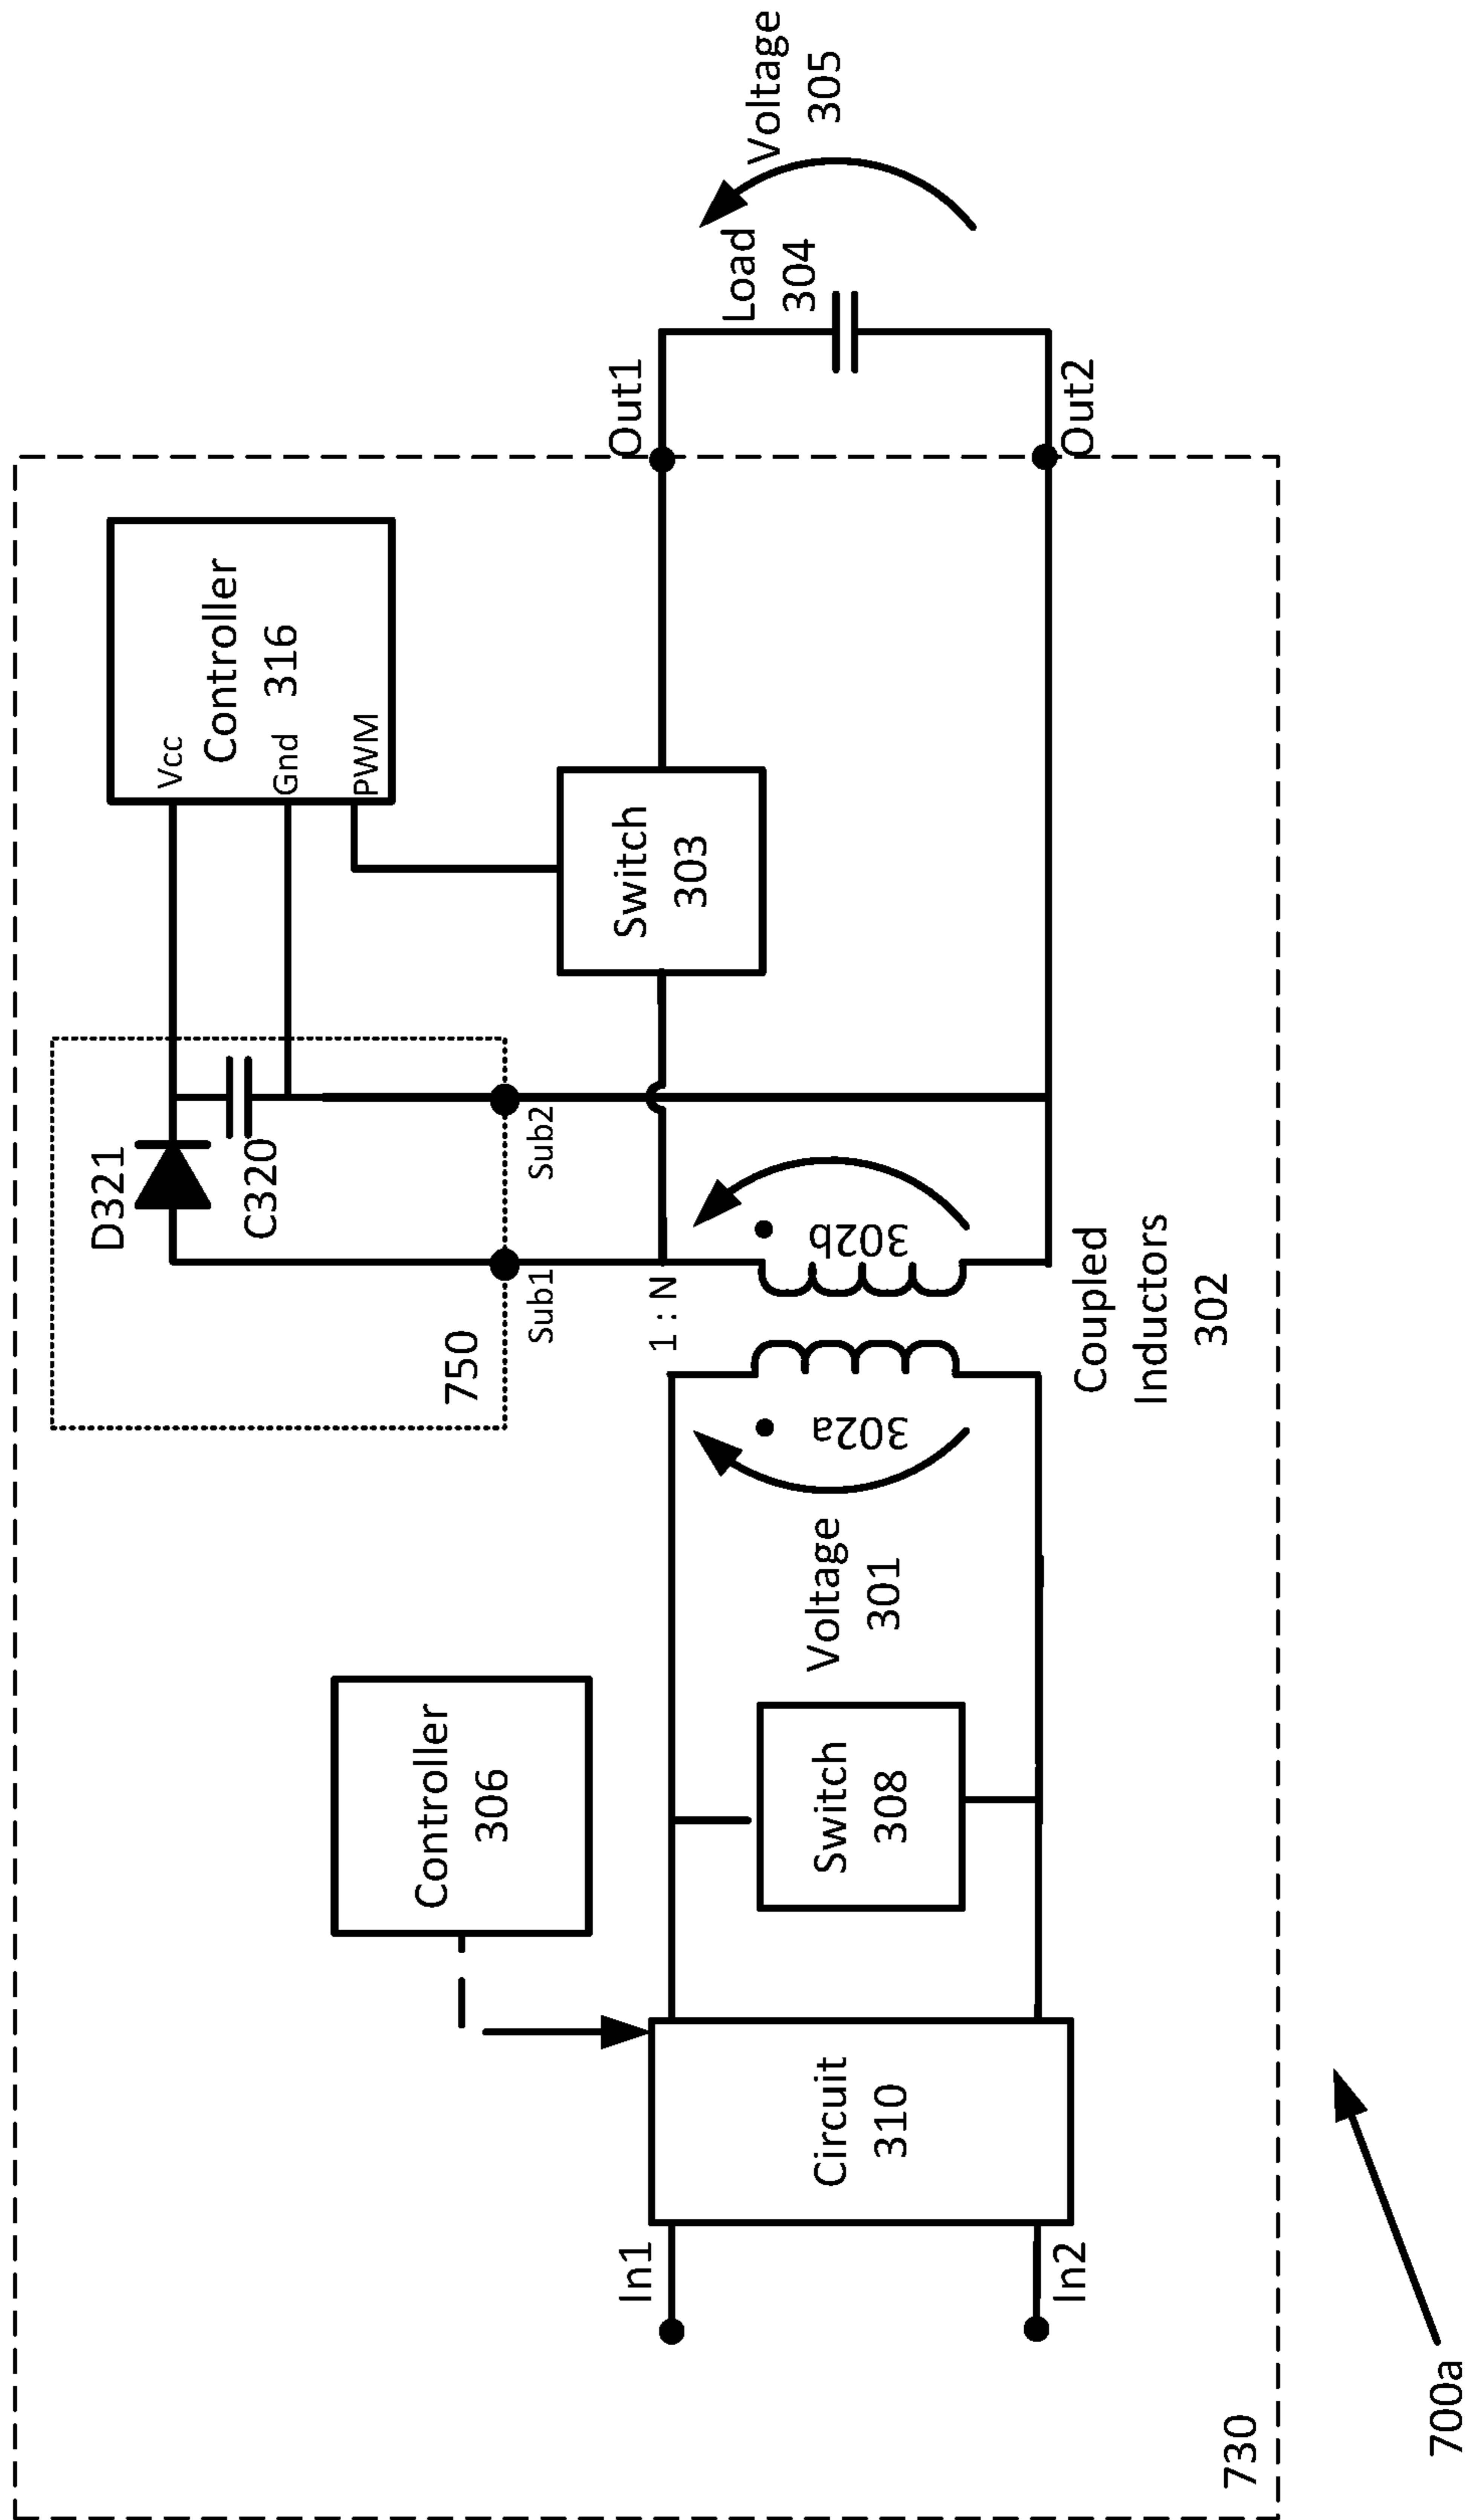 D321
C320
750
Sub1
Sub2
Vcc
Gnd
PWM
Controller
316
Controller
306
Switch
303
Out1
Out2
Load
304
Voltage
305
In1
In2
Circuit
310
Switch
308
Voltage
301
302a
302b
1 : N
Coupled
Inductors
302
730
700a